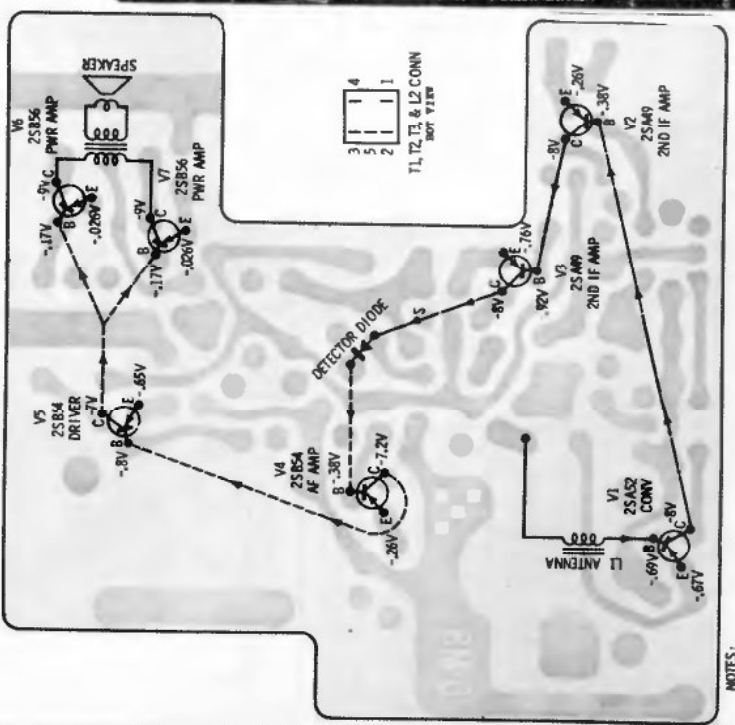 SPEAKER
V6
2SB56
PWR AMP
-9V C
B
-.17V
E
-.026V
V7
2SB56
PWR AMP
-9V
C
B
-.17V
E
-.026V
V5
2SB54
DRIVER
C -7V
B
-.8V
E
-.65V
3 4
5
2 1
T1, T2, T3, & L2 CONN
BOT VIEW
-8V
C
E
-.26V
B
-.38V
V2
2SA49
2ND IF AMP
E
-.76V
C
-8V
B
-.92V
V3
2SA49
2ND IF AMP
S
DETECTOR DIODE
V4
2SB54
AF AMP
B -.38V
C
-7.2V
E
-.26V
L1 ANTENNA
V1
2SA52
CONV
-.69V B
-8V
C
E
-.67V
NOTES: